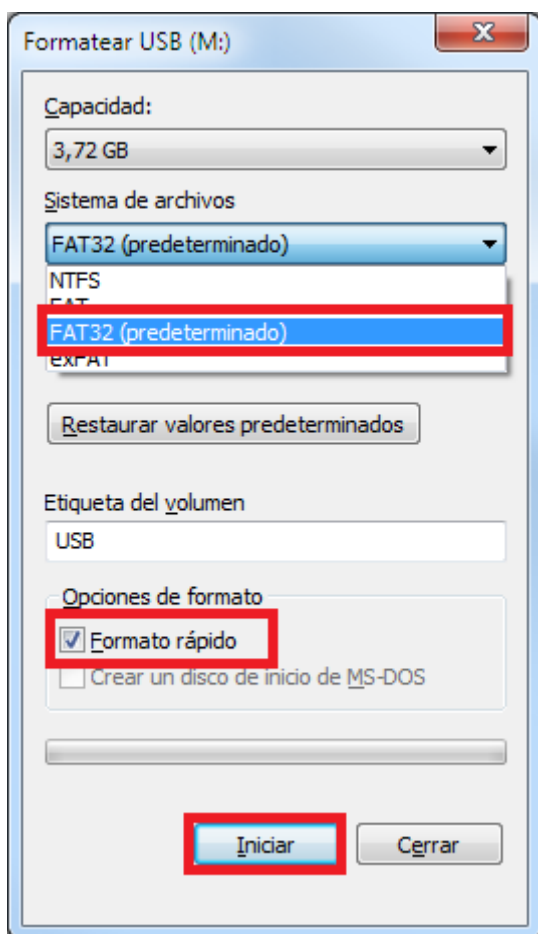 Formatear USB (M:)
Capacidad:
3,72 GB
Sistema de archivos
FAT32 (predeterminado)
NTFS
FAT
FAT32 (predeterminado)
exFAT
Restaurar valores predeterminados
Etiqueta del volumen
USB
Opciones de formato
Formato rápido
Crear un disco de inicio de MS-DOS
Iniciar
Cerrar